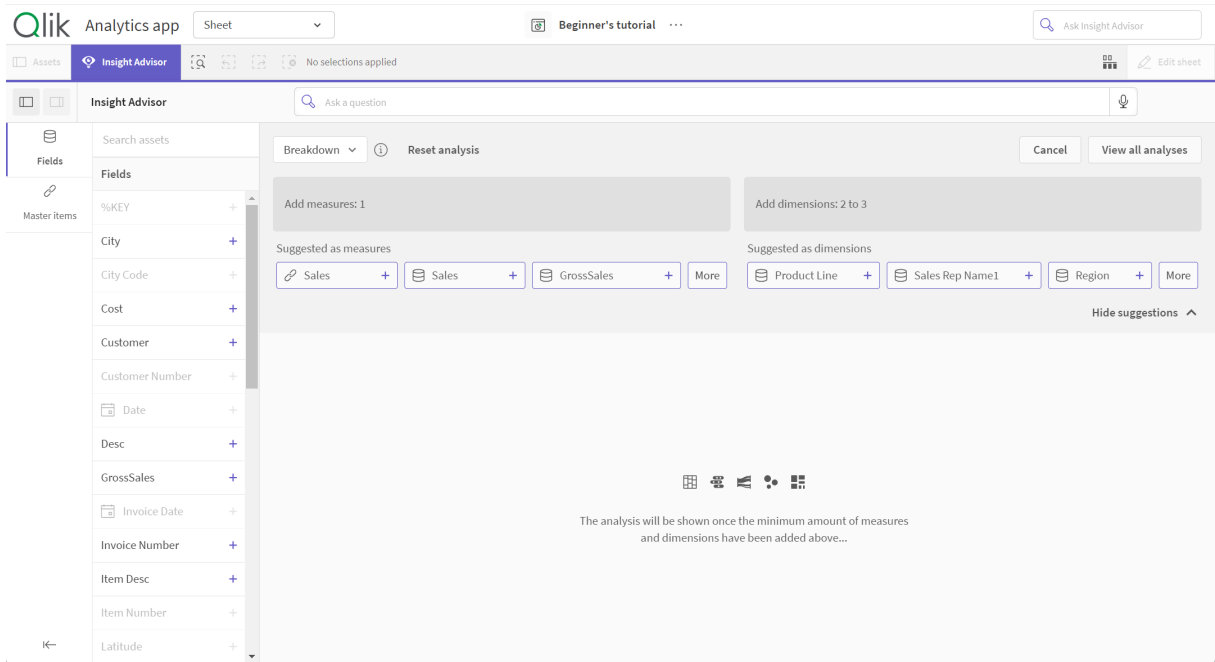 Qlik Analytics app Sheet Beginner's tutorial ··· Ask Insight Advisor
Assets Insight Advisor No selections applied Edit sheet
Insight Advisor Ask a question
Fields
Master items
Search assets
Fields
%KEY
City
City Code
Cost
Customer
Customer Number
Date
Desc
GrossSales
Invoice Date
Invoice Number
Item Desc
Item Number
Latitude
Breakdown Reset analysis Cancel View all analyses
Add measures: 1 Add dimensions: 2 to 3
Suggested as measures Suggested as dimensions
Sales + Sales + GrossSales + More Product Line + Sales Rep Name1 + Region + More
Hide suggestions
The analysis will be shown once the minimum amount of measures
and dimensions have been added above...